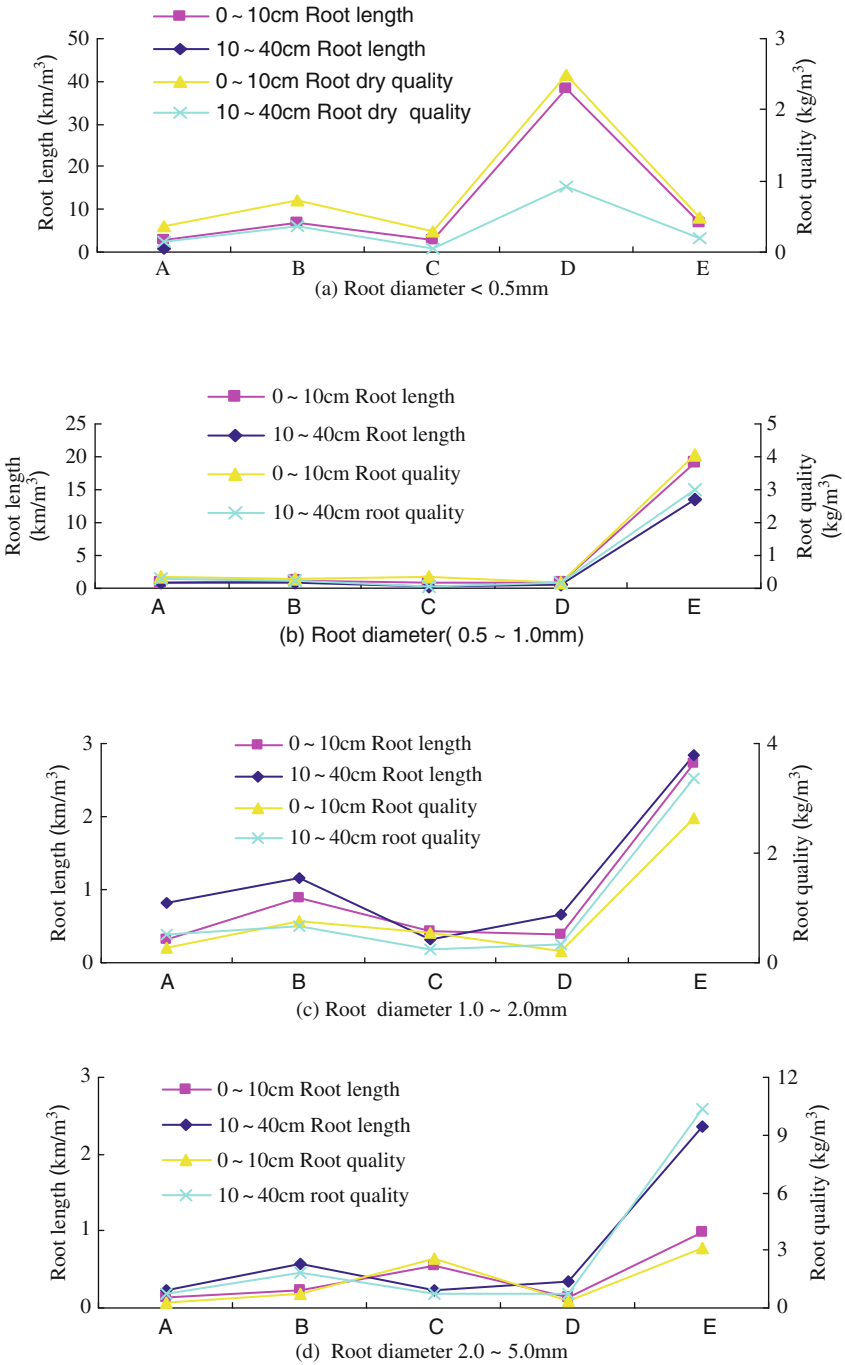 0~10cm Root length
10~40cm Root length
0~10cm Root dry quality
10~40cm Root dry quality
Root length (km/m³)
50
40
30
20
10
0
Root quality (kg/m³)
3
2
1
0
A B C D E
(a) Root diameter < 0.5mm
0~10cm Root length
10~40cm Root length
0~10cm Root quality
10~40cm root quality
Root length
(km/m³)
25
20
15
10
5
0
Root quality
(kg/m³)
5
4
3
2
1
0
A B C D E
(b) Root diameter( 0.5 ~ 1.0mm)
0~10cm Root length
10~40cm Root length
0~10cm Root quality
10~40cm root quality
Root length (km/m³)
3
2
1
0
Root quality (kg/m³)
4
2
0
A B C D E
(c) Root diameter 1.0 ~ 2.0mm
0~10cm Root length
10~40cm Root length
0~10cm Root quality
10~40cm root quality
Root length (km/m³)
3
2
1
0
Root quality (kg/m³)
12
9
6
3
0
A B C D E
(d) Root diameter 2.0 ~ 5.0mm